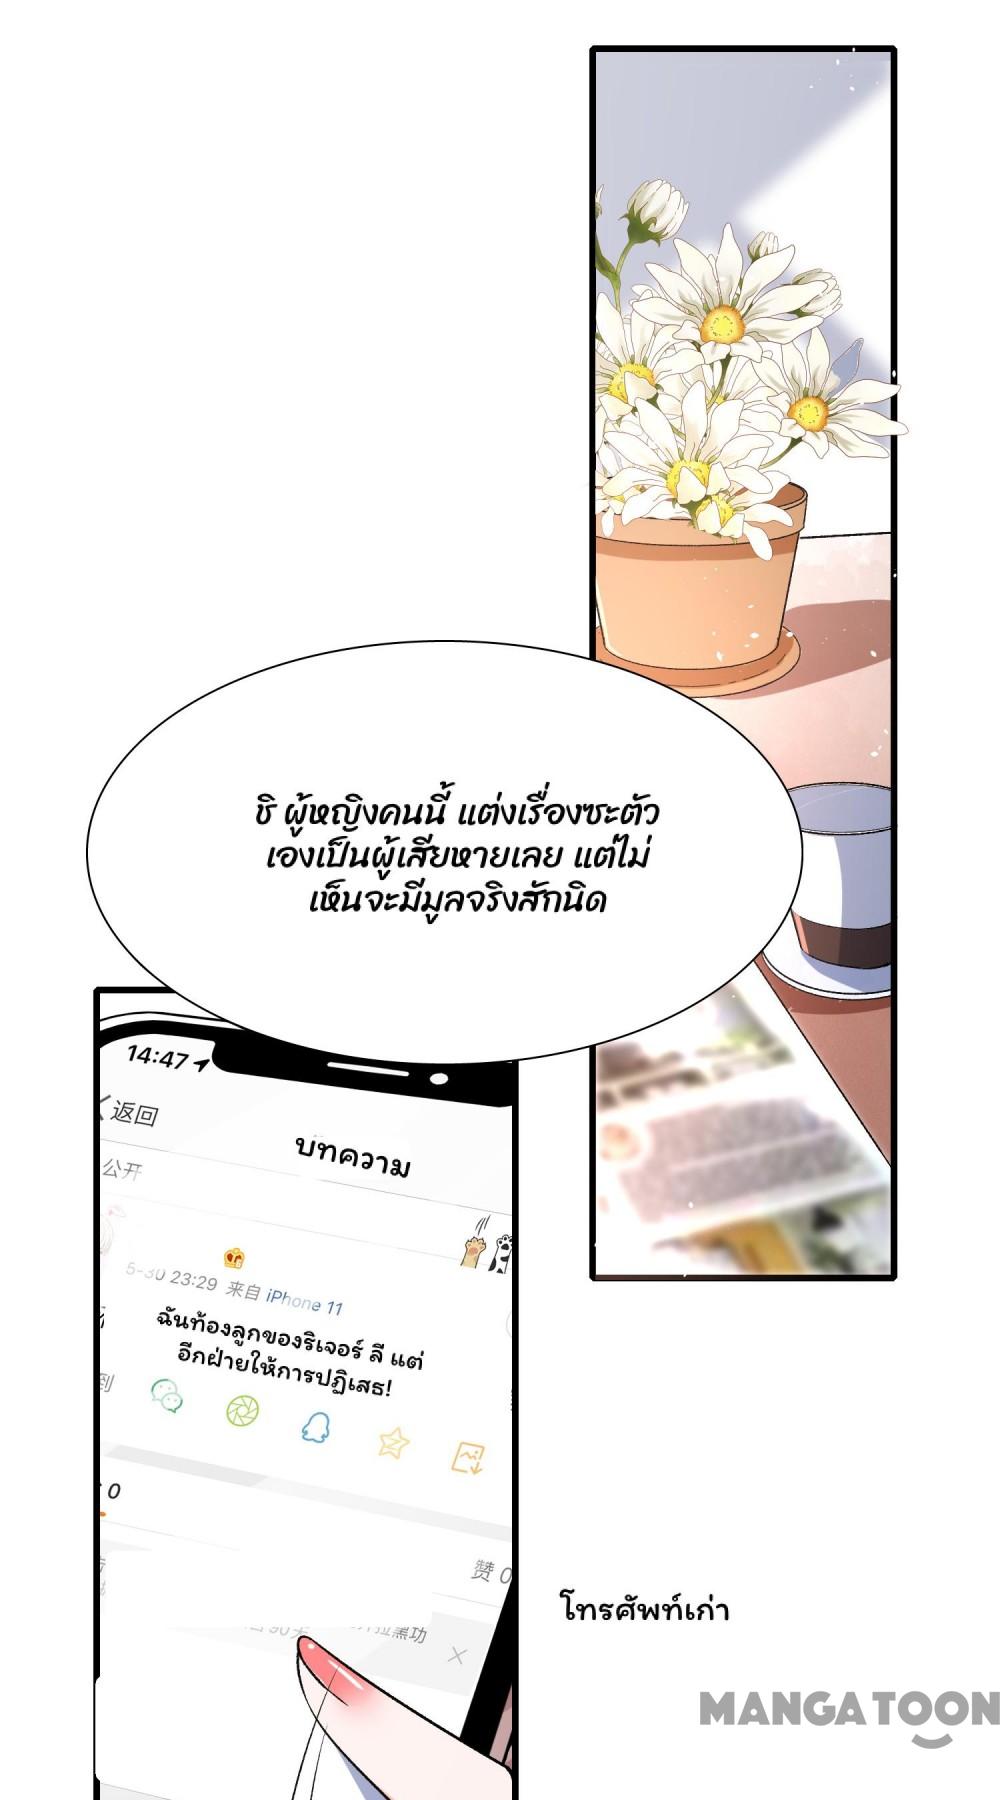 ชิ ผู้หญิงคนนี้ แต่งเรื่องซะตัว
เองเป็นผู้เสียหายเลย แต่ไม่
เห็นจะมีมูลจริงสักนิด
14:47
返回
บทความ
公开
5-30 23:29 来自 iPhone 11
ฉันท้องลูกของริเจอร์ ลี แต่
อีกฝ่ายให้การปฏิเสธ!
到
0
赞 0
拉黑功
โทรศัพท์เก่า
MANGATOON